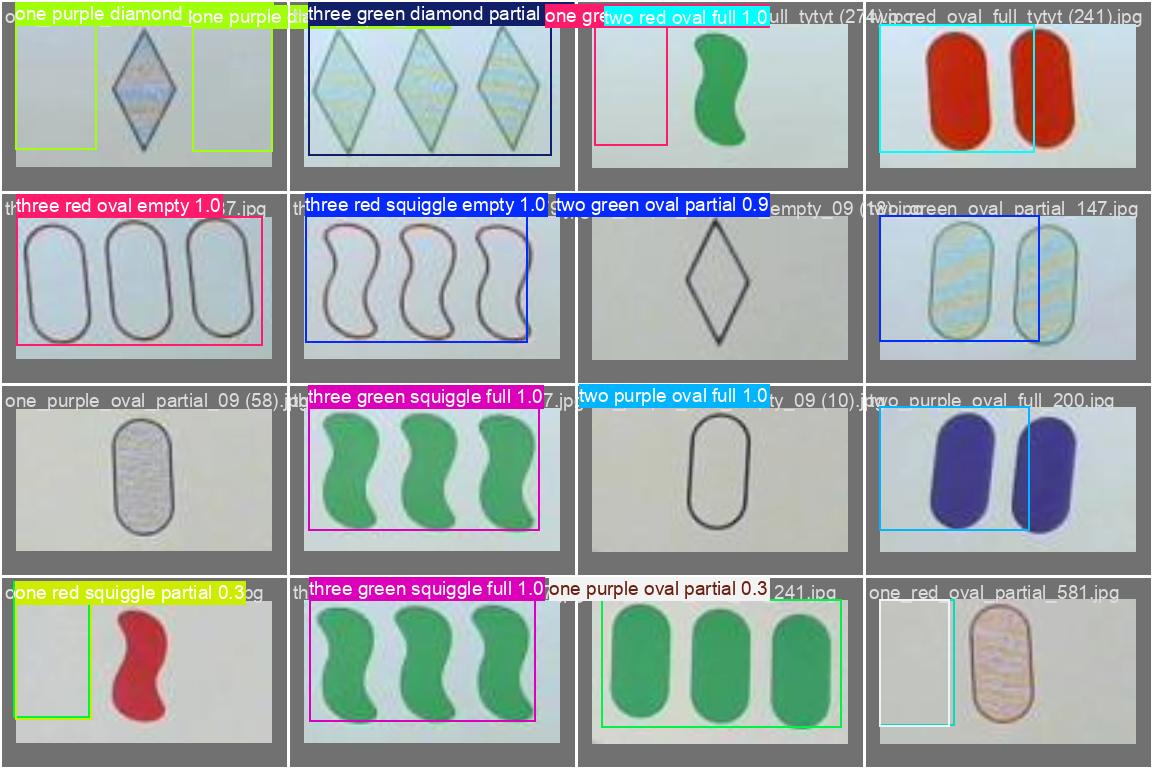 one purple diamond
one purple dia
three green diamond partial
one gre
two red oval full 1.0
ull_tytyt (274).jpg
two_red_oval_full_tytyt (241).jpg
three red oval empty 1.0
37.jpg
three red squiggle empty 1.0
two green oval partial 0.9
empty_09 (18).jpg
two_green_oval_partial_147.jpg
one_purple_oval_partial_09 (58).jpg
three green squiggle full 1.0
7.jpg
two purple oval full 1.0
ty_09 (10).jpg
two_purple_oval_full_200.jpg
one red squiggle partial 0.3
three green squiggle full 1.0
one purple oval partial 0.3
241.jpg
one_red_oval_partial_581.jpg